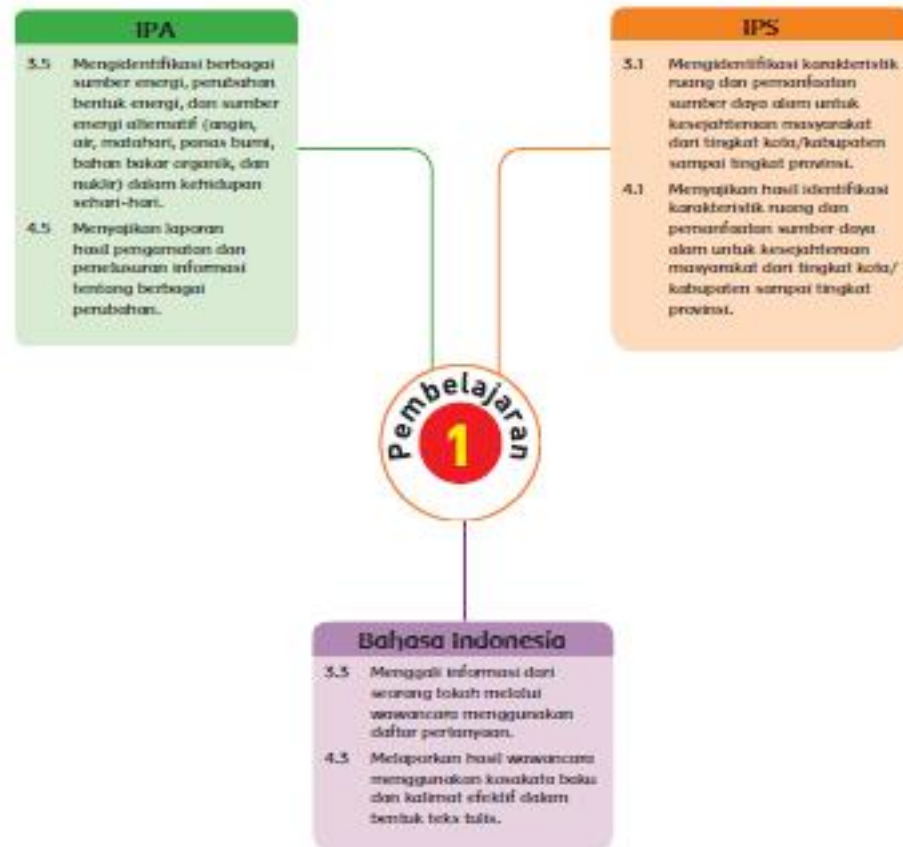 IPA
3.5 Mengidentifikasi berbagai
sumber energi, perubahan
bentuk energi, dan sumber
energi alternatif (angin,
air, matahari, panas bumi,
bahan bakar organik, dan
nuklir) dalam kehidupan
sehari-hari.
4.5 Menyajikan laporan
hasil pengamatan dan
penelusuran informasi
tentang berbagai
perubahan.
IPS
3.1 Mengidentifikasi karakteristik
ruang dan pemanfaatan
sumber daya alam untuk
kesejahteraan masyarakat
dari tingkat kota/kabupaten
sampai tingkat provinsi.
4.1 Menyajikan hasil identifikasi
karakteristik ruang dan
pemanfaatan sumber daya
alam untuk kesejahteraan
masyarakat dari tingkat kota/
kabupaten sampai tingkat
provinsi.
Pembelajaran
1
Bahasa Indonesia
3.3 Menggali informasi dari
seorang tokoh melalui
wawancara menggunakan
daftar pertanyaan.
4.3 Melaporkan hasil wawancara
menggunakan kosakata baku
dan kalimat efektif dalam
bentuk teks tulis.